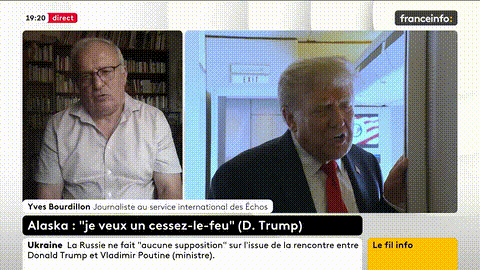 19:20 direct
franceinfo:
EXIT
Yves Bourdillon Journaliste au service international des Échos
Alaska : "je veux un cessez-le-feu" (D. Trump)
Ukraine La Russie ne fait "aucune supposition" sur l'issue de la rencontre entre
Donald Trump et Vladimir Poutine (ministre).
Le fil info